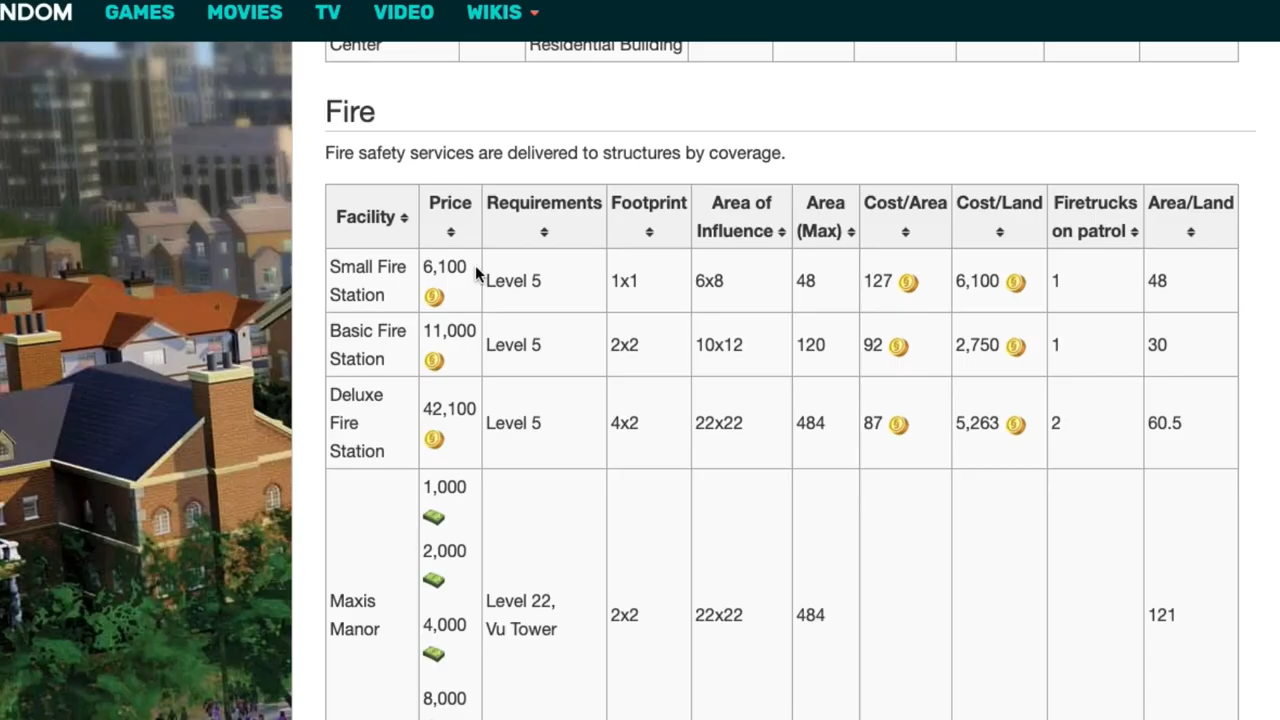 NDOM GAMES MOVIES TV VIDEO WIKIS
Center Residential Building
Fire
Fire safety services are delivered to structures by coverage.
Facility Price Requirements Footprint Area of Influence Area (Max) Cost/Area Cost/Land Firetrucks on patrol Area/Land
Small Fire Station 6,100 Level 5 1x1 6x8 48 127 6,100 1 48
Basic Fire Station 11,000 Level 5 2x2 10x12 120 92 2,750 1 30
Deluxe Fire Station 42,100 Level 5 4x2 22x22 484 87 5,263 2 60.5
Maxis Manor 1,000 2,000 4,000 8,000 Level 22, Vu Tower 2x2 22x22 484 121